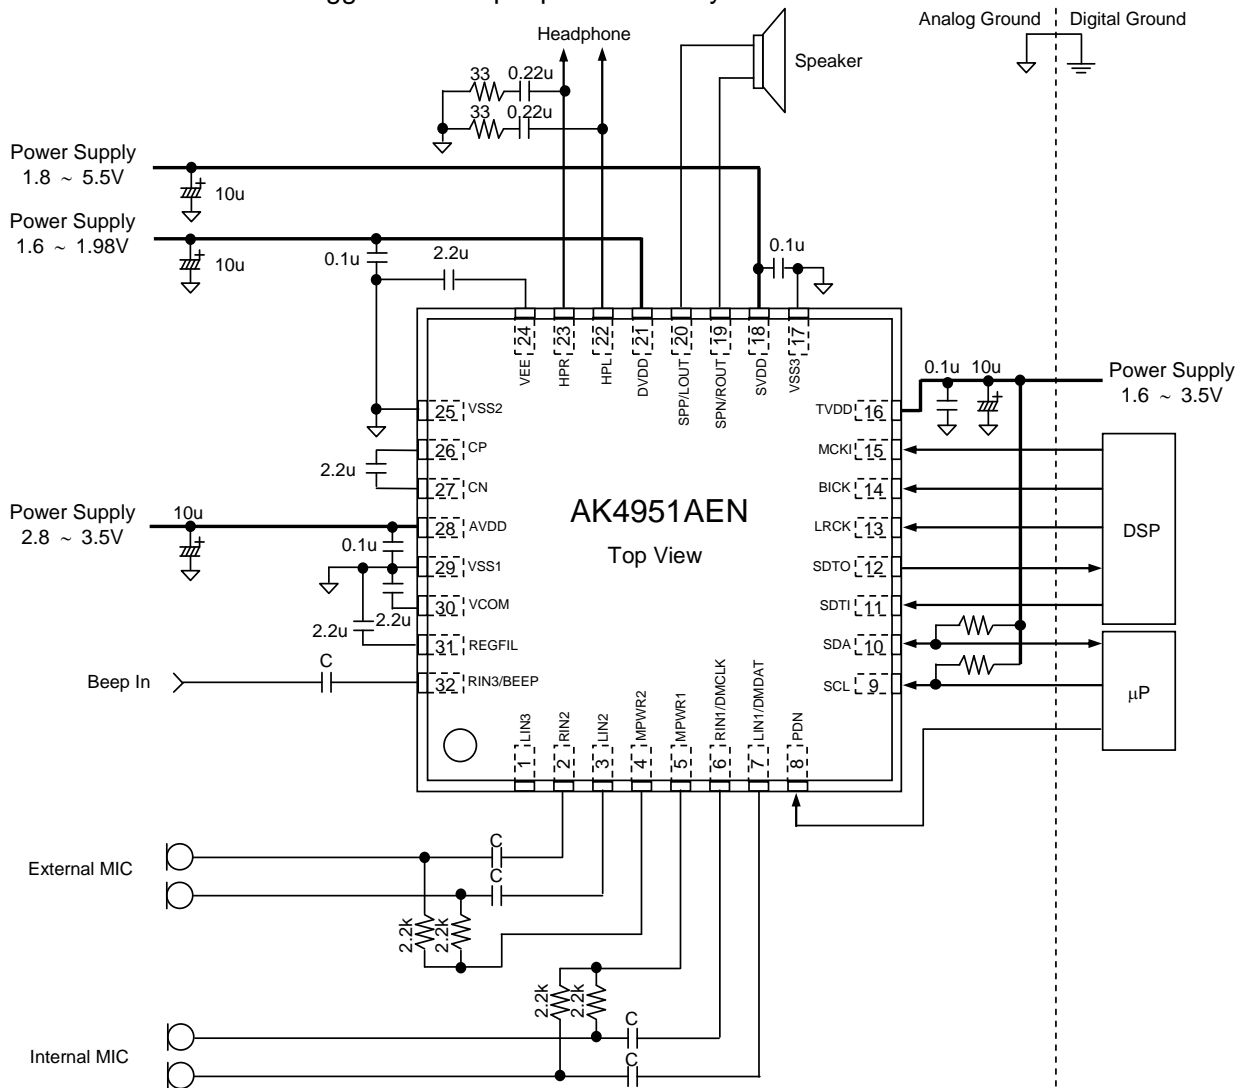 Analog Ground
Digital Ground
Headphone
Speaker
33
0.22u
33
0.22u
Power Supply
1.8 ~ 5.5V
10u
Power Supply
1.6 ~ 1.98V
10u
0.1u
2.2u
0.1u
24
23
22
21
20
19
18
17
VEE
HPR
HPL
DVDD
SPP/LOUT
SPN/ROUT
SVDD
VSS3
0.1u
10u
Power Supply
1.6 ~ 3.5V
25 VSS2
26 CP
27 CN
2.2u
Power Supply
2.8 ~ 3.5V
10u
28 AVDD
0.1u
29 VSS1
30 VCOM
2.2u
2.2u
31 REGFIL
Beep In
C
32 RIN3/BEEP
AK4951AEN
Top View
TVDD 16
MCKI 15
BICK 14
LRCK 13
SDTO 12
SDTI 11
SDA 10
SCL 9
DSP
µP
LIN3
RIN2
LIN2
MPWR2
MPWR1
RIN1/DMCLK
LIN1/DMDAT
PDN
1
2
3
4
5
6
7
8
External MIC
C
C
2.2k
2.2k
2.2k
2.2k
Internal MIC
C
C